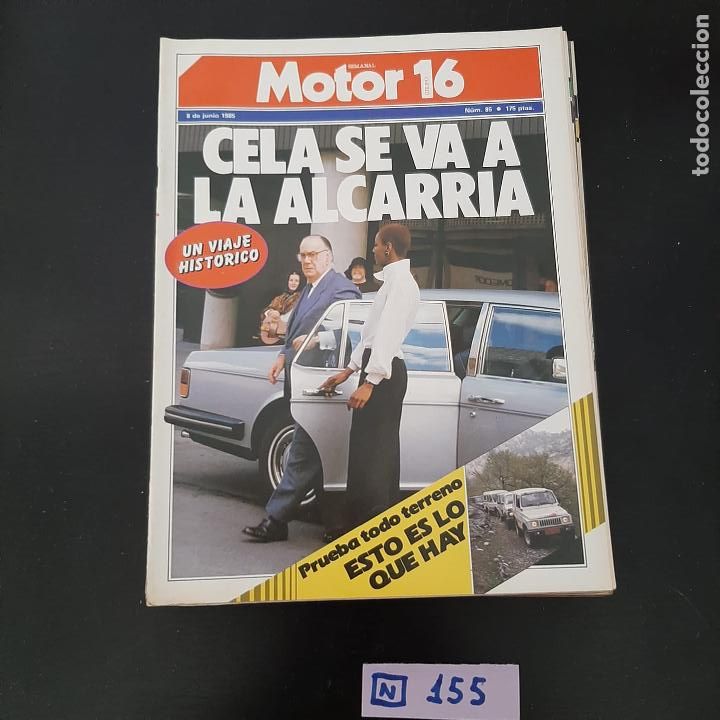 SEMANAL
Motor 16
8 de junio 1985
Núm. 85 ● 175 ptas.
CELA SE VA A
LA ALCARRIA
UN VIAJE
HISTORICO
Prueba todo terreno
ESTO ES LO
QUE HAY
N 155
todocoleccion